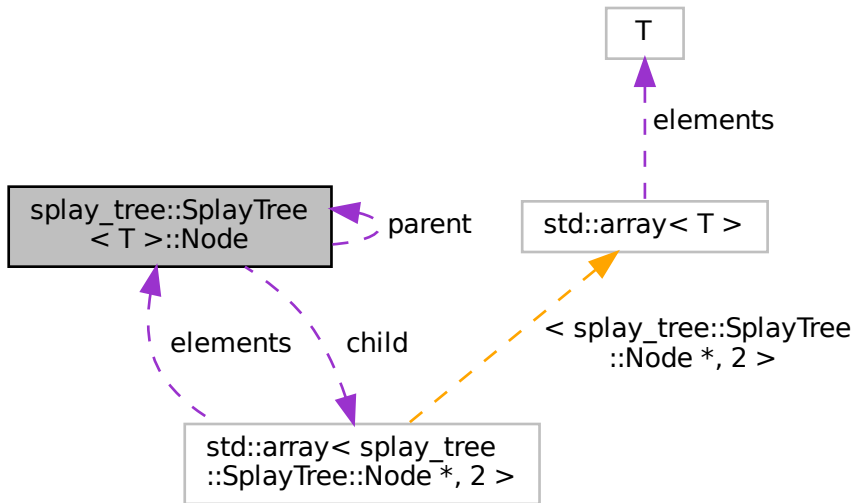 T
elements
splay_tree::SplayTree
< T >::Node
parent
std::array< T >
elements
child
< splay_tree::SplayTree
::Node *, 2 >
std::array< splay_tree
::SplayTree::Node *, 2 >